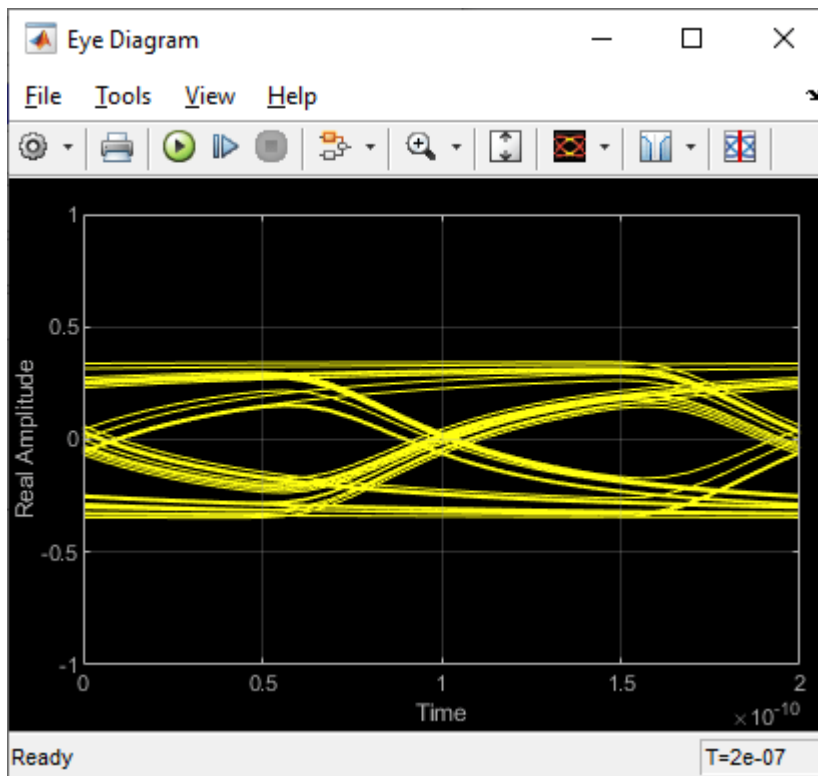 Eye Diagram
File Tools View Help
1
0.5
0
-0.5
-1
Real Amplitude
0 0.5 1 1.5 2
Time
×10-10
Ready T=2e-07